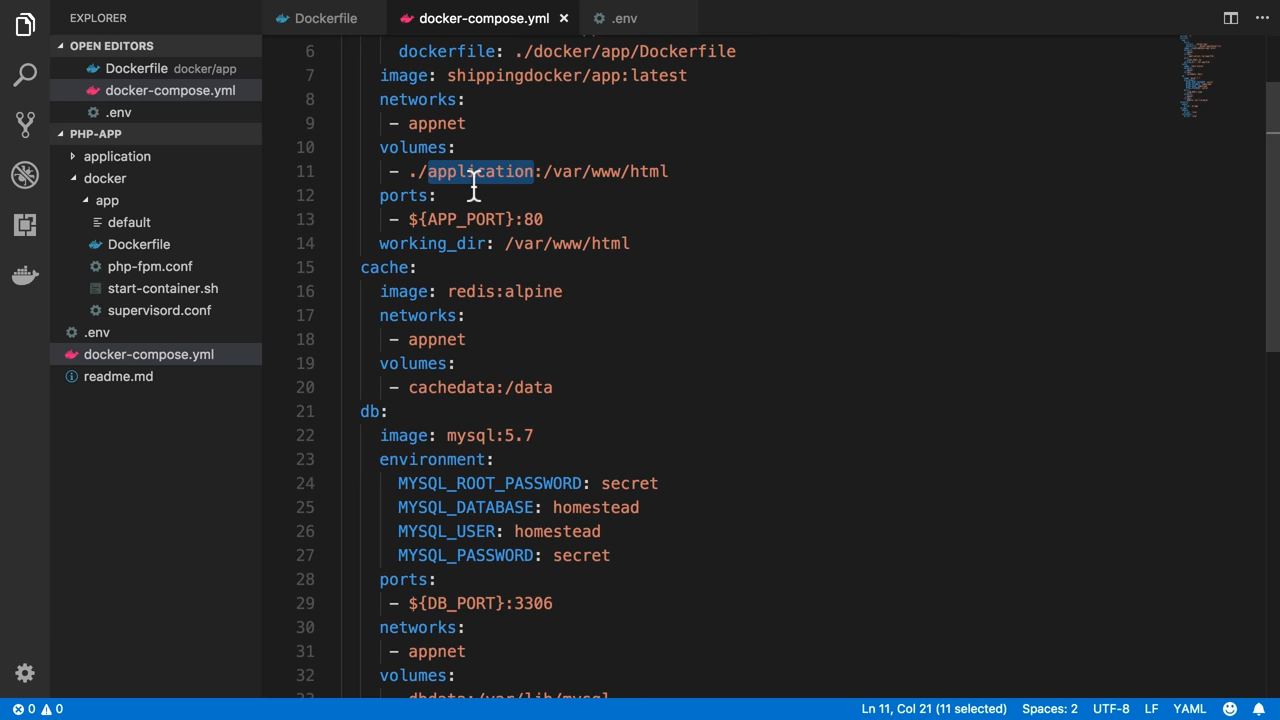 EXPLORER
OPEN EDITORS
Dockerfile docker/app
docker-compose.yml
.env
PHP-APP
application
docker
app
default
Dockerfile
php-fpm.conf
start-container.sh
supervisord.conf
.env
docker-compose.yml
readme.md
Dockerfile
docker-compose.yml
.env
6 dockerfile: ./docker/app/Dockerfile
7 image: shippingdocker/app:latest
8 networks:
9 - appnet
10 volumes:
11 - ./application:/var/www/html
12 ports:
13 - ${APP_PORT}:80
14 working_dir: /var/www/html
15 cache:
16 image: redis:alpine
17 networks:
18 - appnet
19 volumes:
20 - cachedata:/data
21 db:
22 image: mysql:5.7
23 environment:
24 MYSQL_ROOT_PASSWORD: secret
25 MYSQL_DATABASE: homestead
26 MYSQL_USER: homestead
27 MYSQL_PASSWORD: secret
28 ports:
29 - ${DB_PORT}:3306
30 networks:
31 - appnet
32 volumes:
33 - dbdata:/var/lib/mysql
0 0
Ln 11, Col 21 (11 selected) Spaces: 2 UTF-8 LF YAML